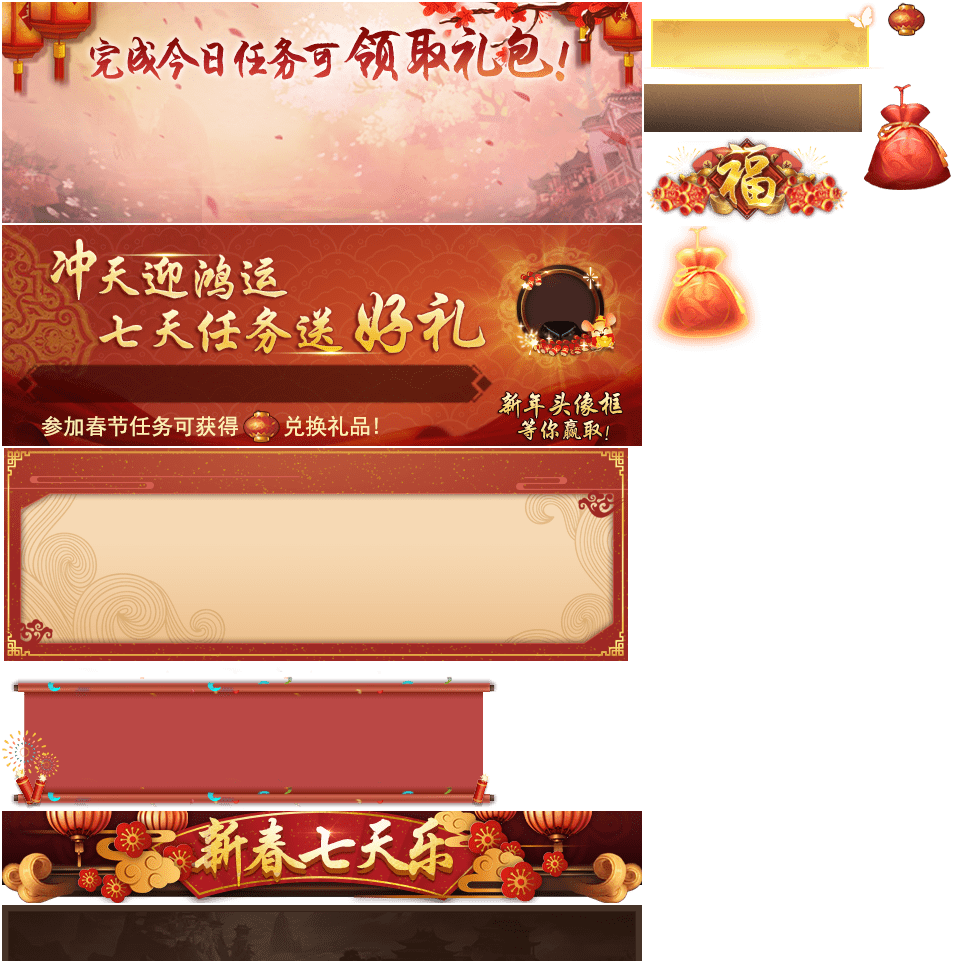 完成今日任务可领取礼包!
福
冲天迎鸿运
七天任务送好礼
新年头像框
等你赢取!
参加春节任务可获得兑换礼品!
新春七天乐